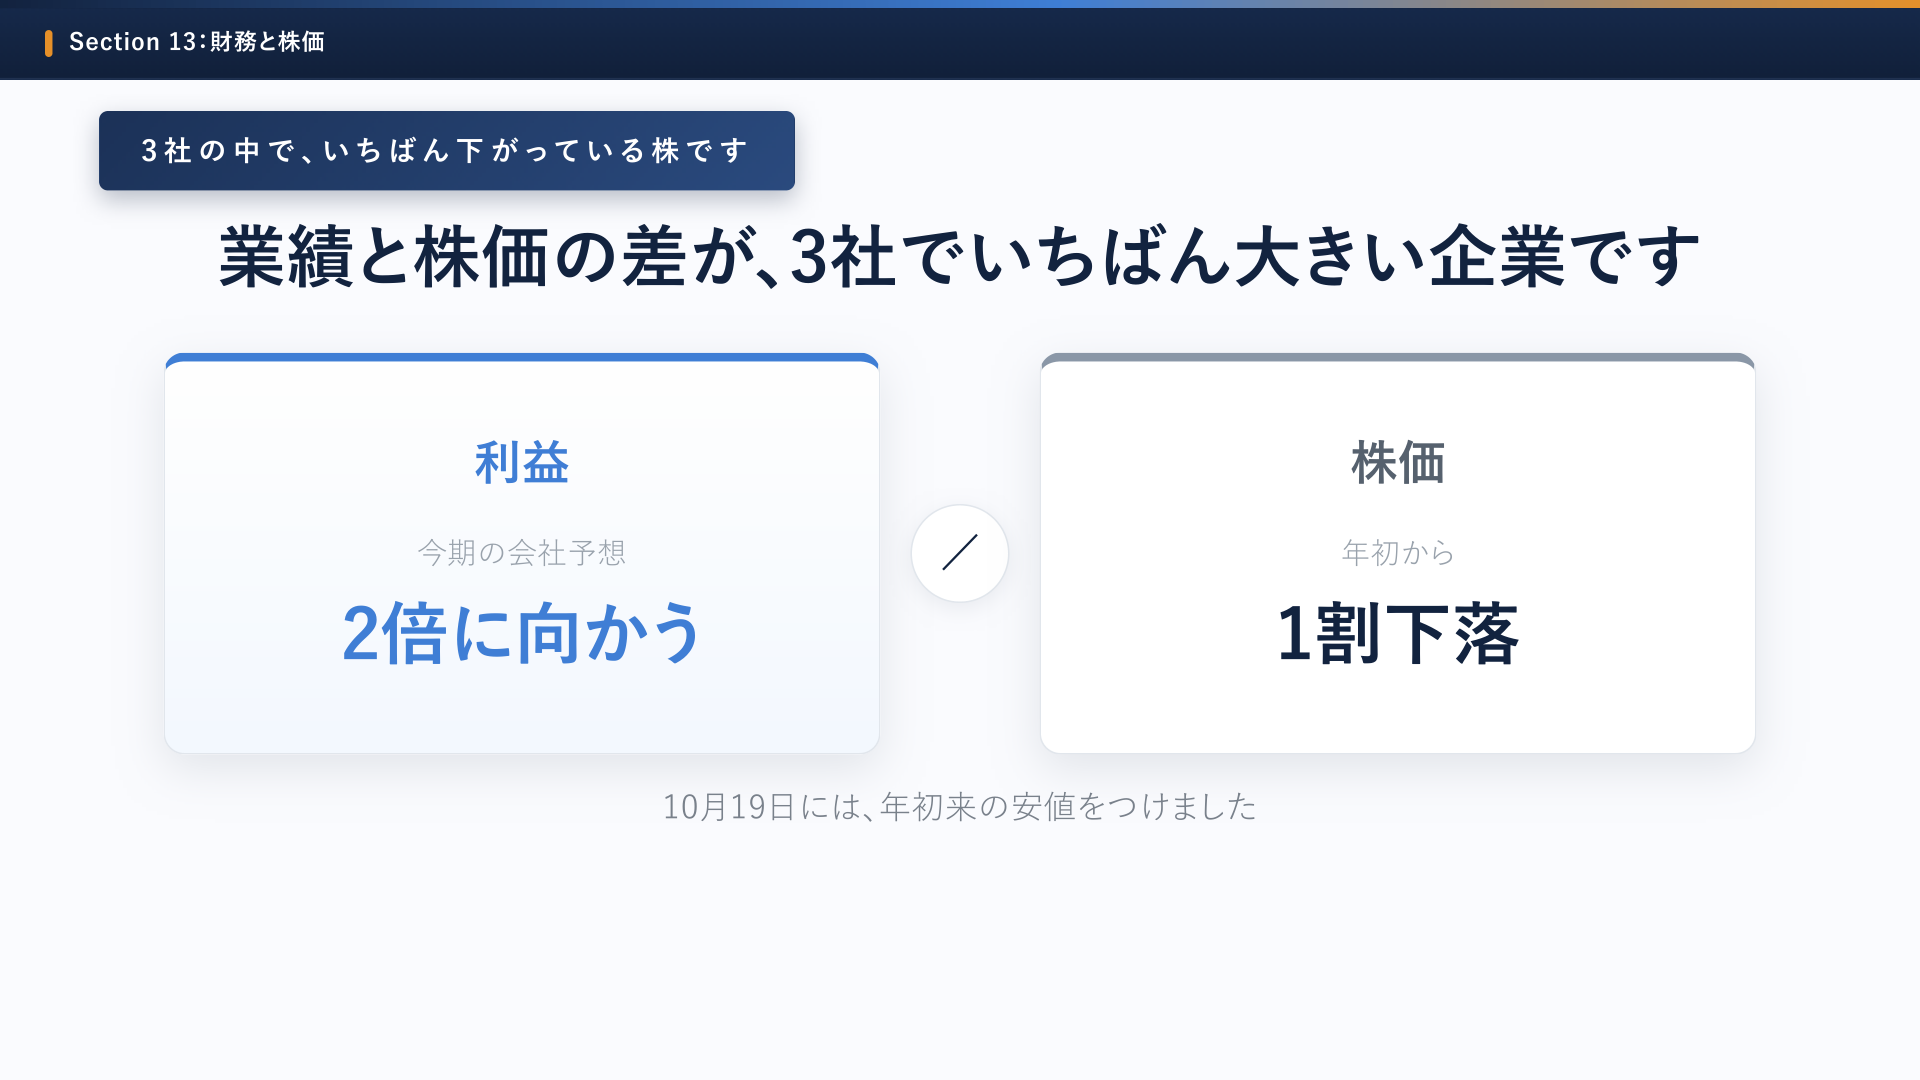 Section 13:財務と株価
3社の中で、いちばん下がっている株です
業績と株価の差が、3社でいちばん大きい企業です
利益
今期の会社予想
2倍に向かう
／
株価
年初から
1割下落
10月19日には、年初来の安値をつけました